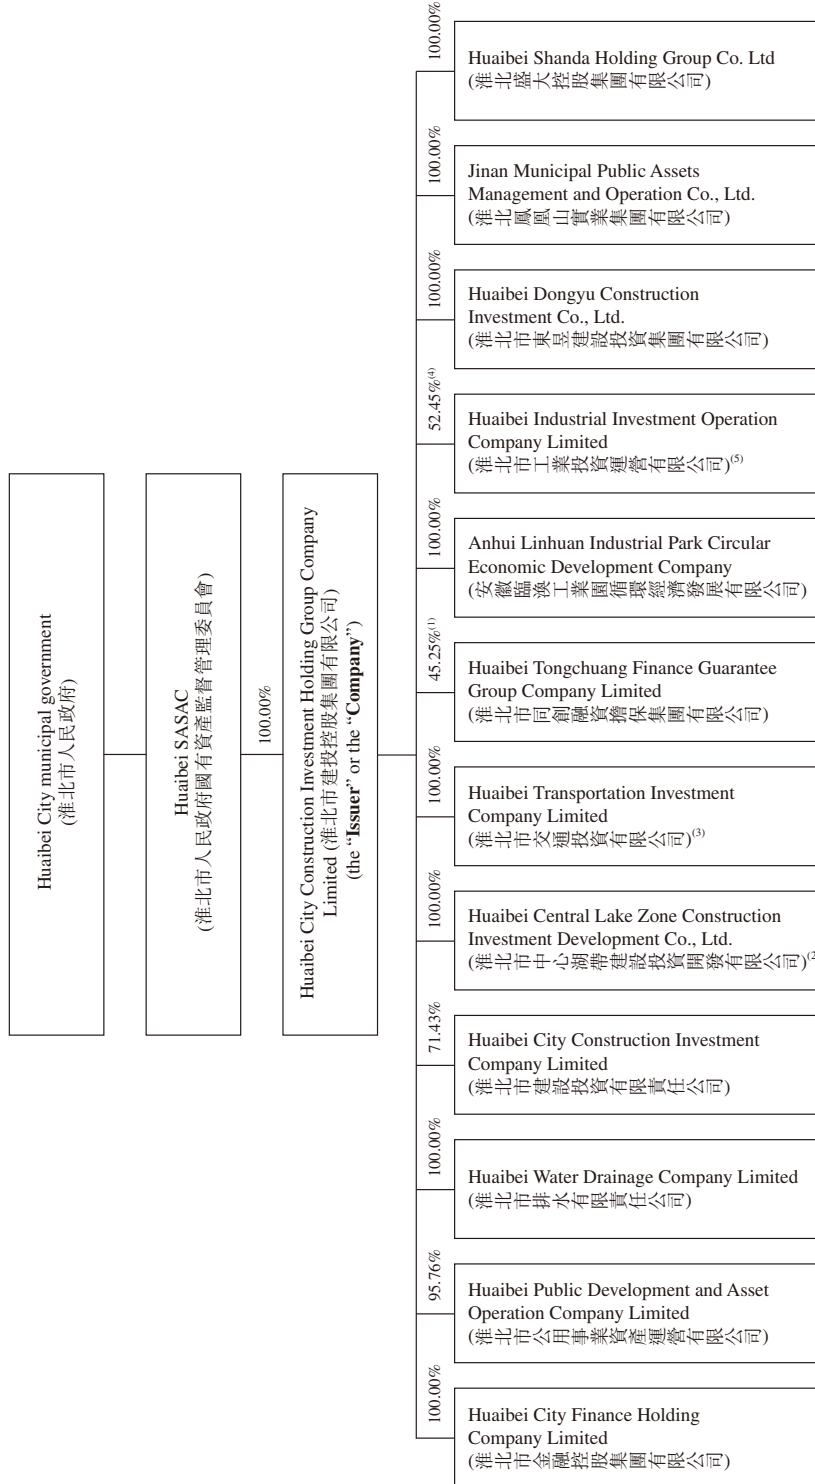 Huaibei City municipal government
(淮北市人民政府)
Huaibei SASAC
(淮北市人民政府國有資產監督管理委員會)
100.00%
Huaibei City Construction Investment Holding Group Company
Limited (淮北市建投控股集團有限公司)
(the “Issuer” or the “Company”)
100.00%
Huaibei Shanda Holding Group Co. Ltd
(淮北盛大控股集團有限公司)
100.00%
Jinan Municipal Public Assets
Management and Operation Co., Ltd.
(淮北鳳凰山實業集團有限公司)
100.00%
Huaibei Dongyu Construction
Investment Co., Ltd.
(淮北市東昱建設投資集團有限公司)
52.45%(4)
Huaibei Industrial Investment Operation
Company Limited
(淮北市工業投資運營有限公司)(5)
100.00%
Anhui Linhuan Industrial Park Circular
Economic Development Company
(安徽臨渙工業園循環經濟發展有限公司)
45.25%(1)
Huaibei Tongchuang Finance Guarantee
Group Company Limited
(淮北市同創融資擔保集團有限公司)
100.00%
Huaibei Transportation Investment
Company Limited
(淮北市交通投資有限公司)(3)
100.00%
Huaibei Central Lake Zone Construction
Investment Development Co., Ltd.
(淮北市中心湖帶建設投資開發有限公司)(2
71.43%
Huaibei City Construction Investment
Company Limited
(淮北市建設投資有限責任公司)
100.00%
Huaibei Water Drainage Company Limited
(淮北市排水有限責任公司)
95.76%
Huaibei Public Development and Asset
Operation Company Limited
(淮北市公用事業資產運營有限公司)
100.00%
Huaibei City Finance Holding
Company Limited
(淮北市金融控股集團有限公司)